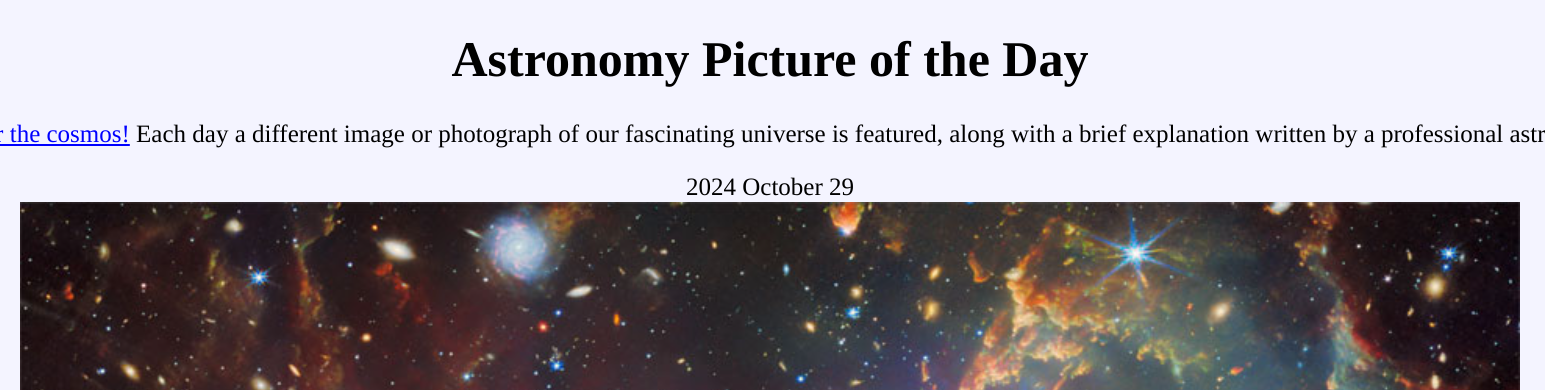 Astronomy Picture of the Day
the cosmos! Each day a different image or photograph of our fascinating universe is featured, along with a brief explanation written by a professional
2024 October 29